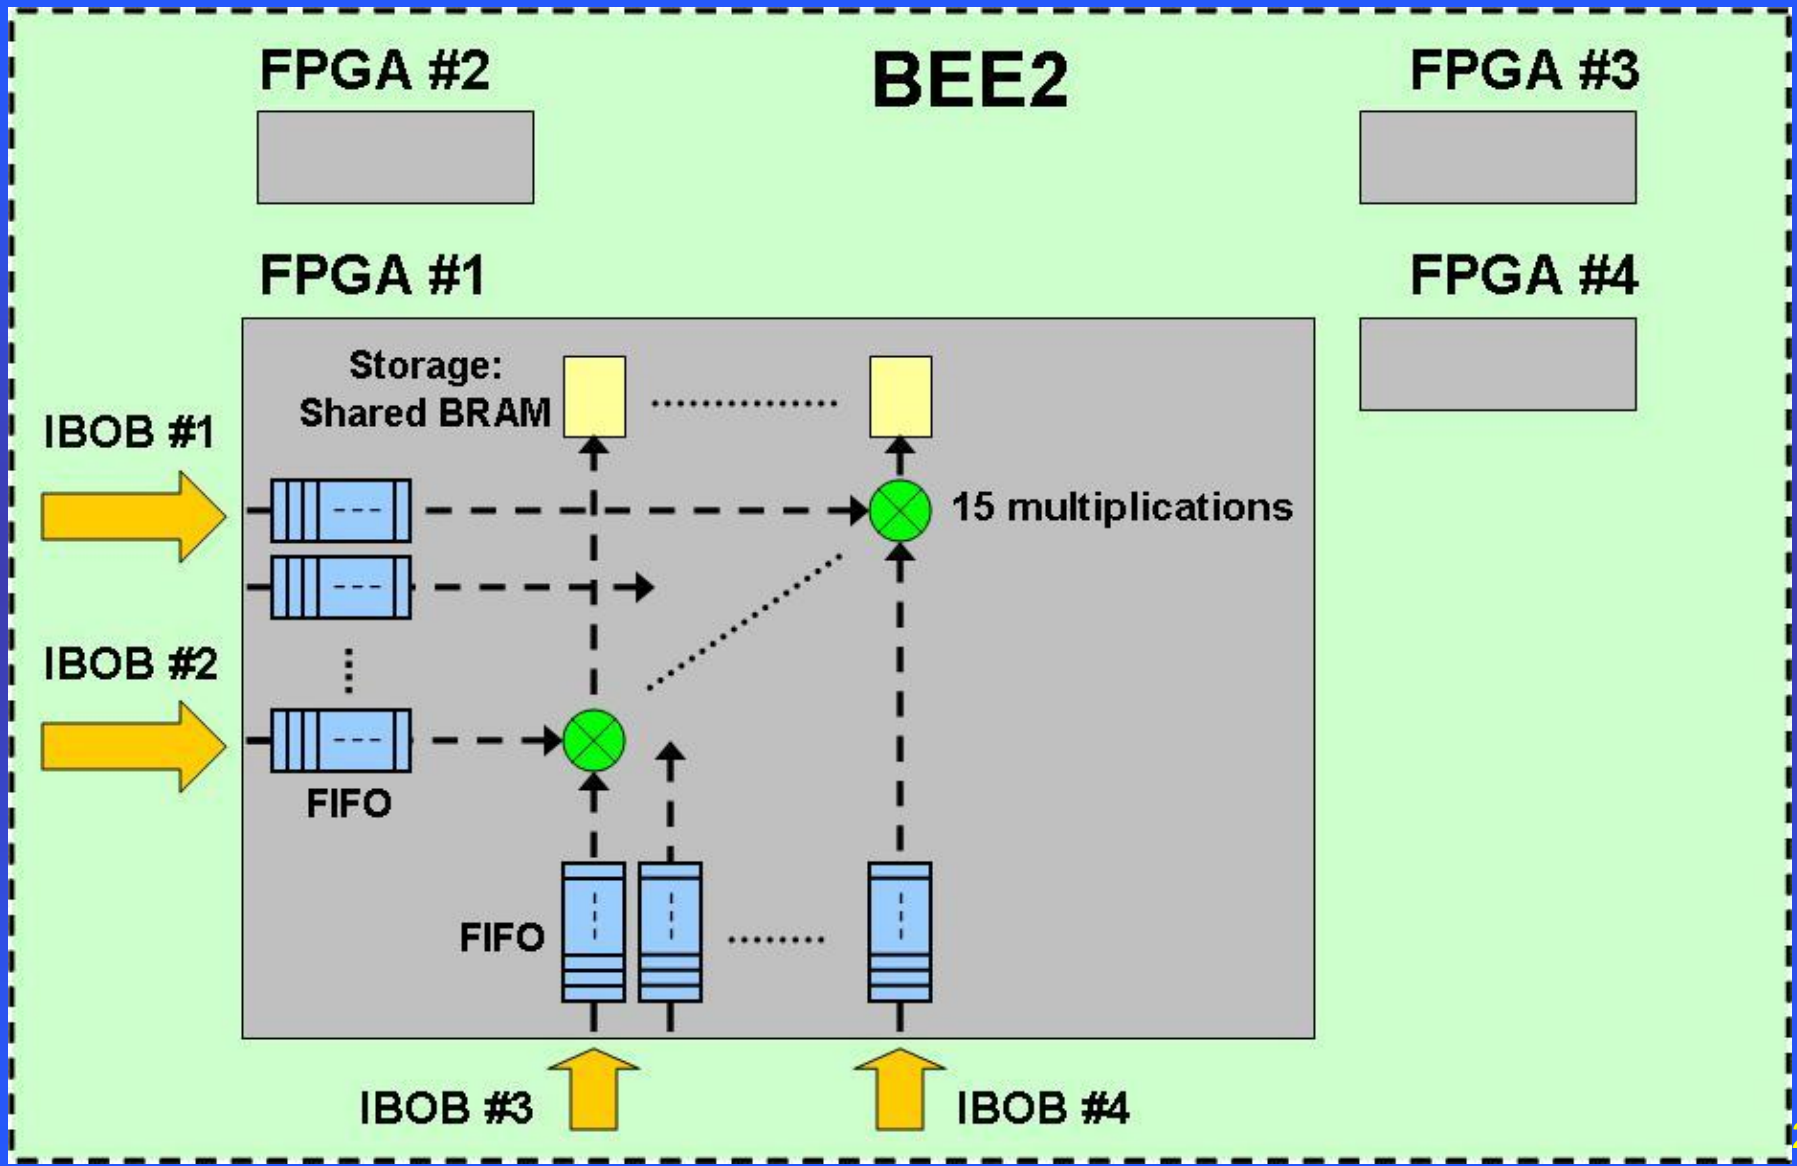 FPGA #2
BEE2
FPGA #3
FPGA #1
FPGA #4
Storage:
Shared BRAM
IBOB #1
15 multiplications
IBOB #2
FIFO
FIFO
IBOB #3
IBOB #4